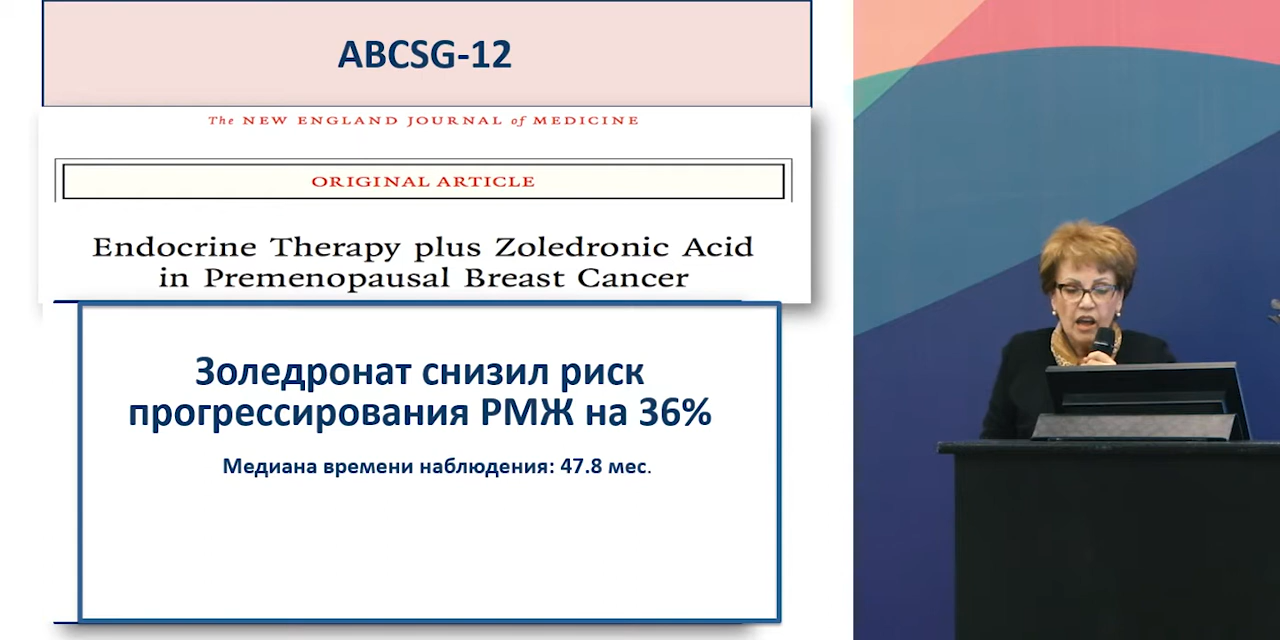 ABCSG-12
The NEW ENGLAND JOURNAL of MEDICINE
ORIGINAL ARTICLE
Endocrine Therapy plus Zoledronic Acid
in Premenopausal Breast Cancer
Золедронат снизил риск
прогрессирования РМЖ на 36%
Медиана времени наблюдения: 47.8 мес.